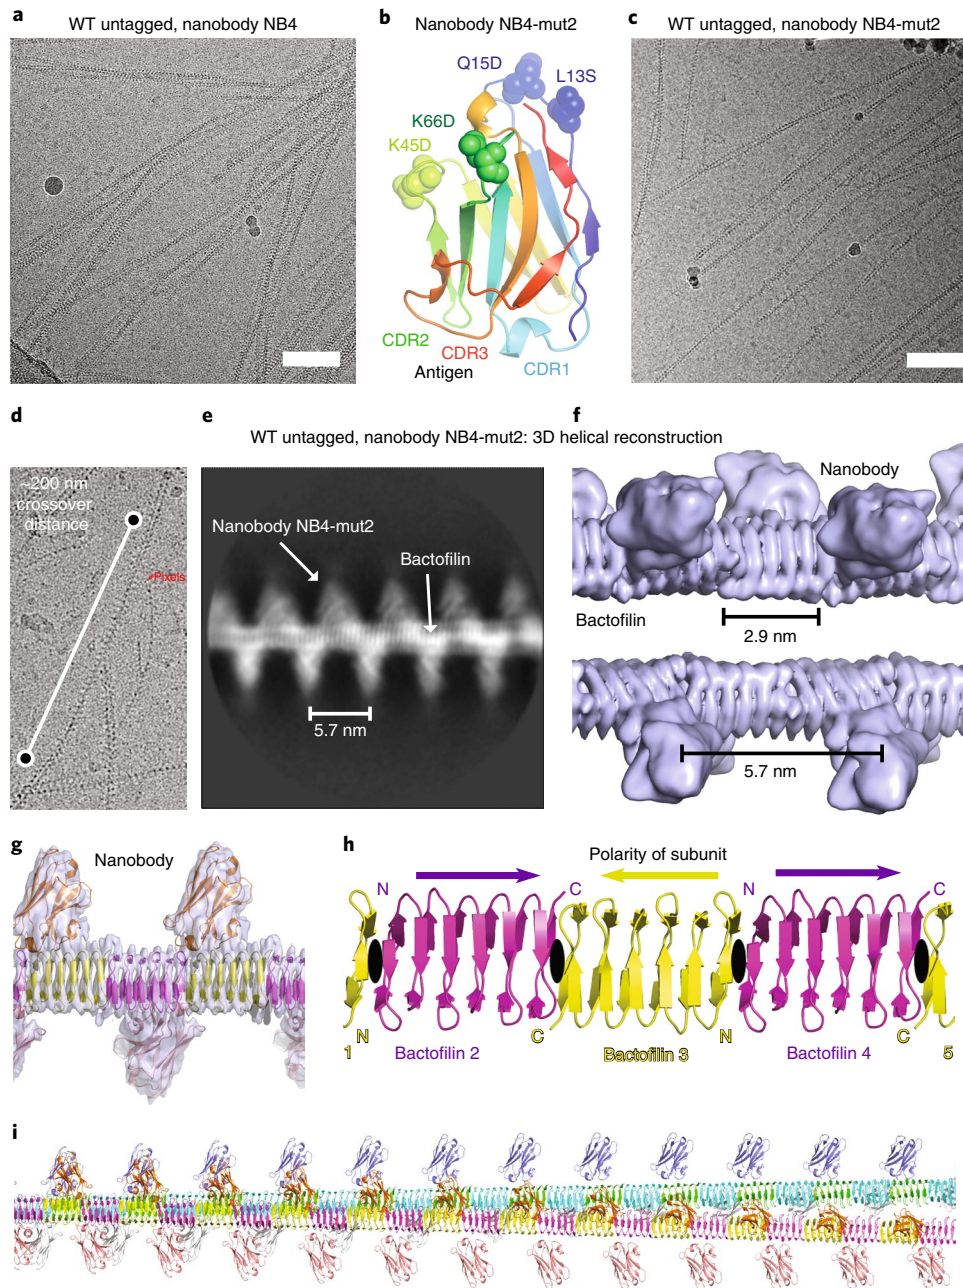 a
WT untagged, nanobody NB4
b
Nanobody NB4-mut2
Q15D
L13S
K66D
K45D
CDR2
CDR3
CDR1
Antigen
c
WT untagged, nanobody NB4-mut2
d
e
WT untagged, nanobody NB4-mut2: 3D helical reconstruction
f
~200 nm
crossover
distance
Pixels
Nanobody NB4-mut2
Bactofilin
5.7 nm
Nanobody
Bactofilin
2.9 nm
5.7 nm
g
Nanobody
h
Polarity of subunit
N
C
N
C
N
C
N
C
1
Bactofilin 2
Bactofilin 3
Bactofilin 4
5
i